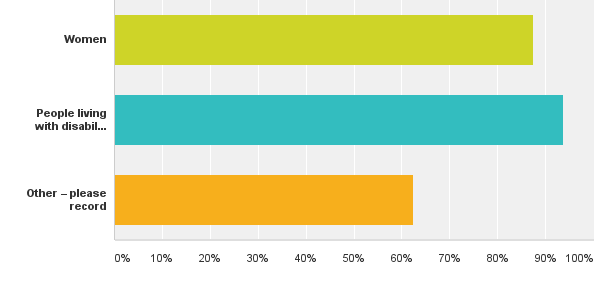 Women
People living
with disabil...
Other – please
record
0% 10% 20% 30% 40% 50% 60% 70% 80% 90% 100%